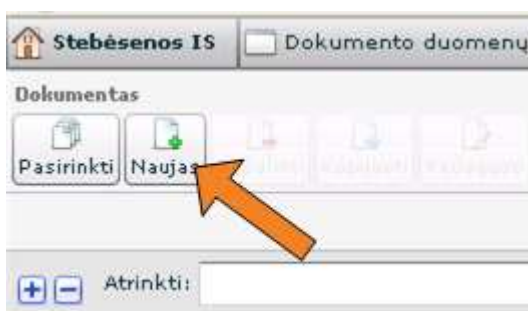 Stebėsenos IS Dokumento duomenų
Dokumentas
Pasirinkti Naujas
Atrinkti: